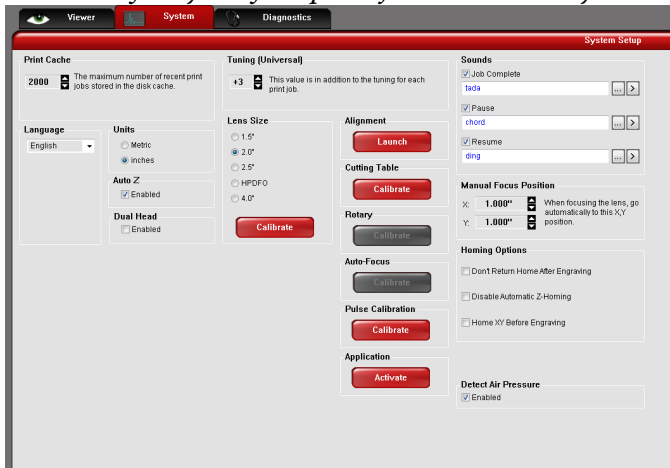 Viewer
System
Diagnostics
System Setup
Print Cache
2000
The maximum number of recent print
jobs stored in the disk cache.
Language
English
Units
Metric
inches
Auto Z
Enabled
Dual Head
Enabled
Tuning (Universal)
+3
This value is in addition to the tuning for each
print job.
Lens Size
1.5"
2.0"
2.5"
HPDFO
4.0"
Calibrate
Alignment
Launch
Cutting Table
Calibrate
Rotary
Calibrate
Auto-Focus
Calibrate
Pulse Calibration
Calibrate
Application
Activate
Sounds
Job Complete
tada
... >
Pause
chord
... >
Resume
ding
... >
Manual Focus Position
X: 1.000"
Y: 1.000"
When focusing the lens, go
automatically to this X,Y
position.
Homing Options
Don't Return Home After Engraving
Disable Automatic Z-Homing
Home XY Before Engraving
Detect Air Pressure
Enabled